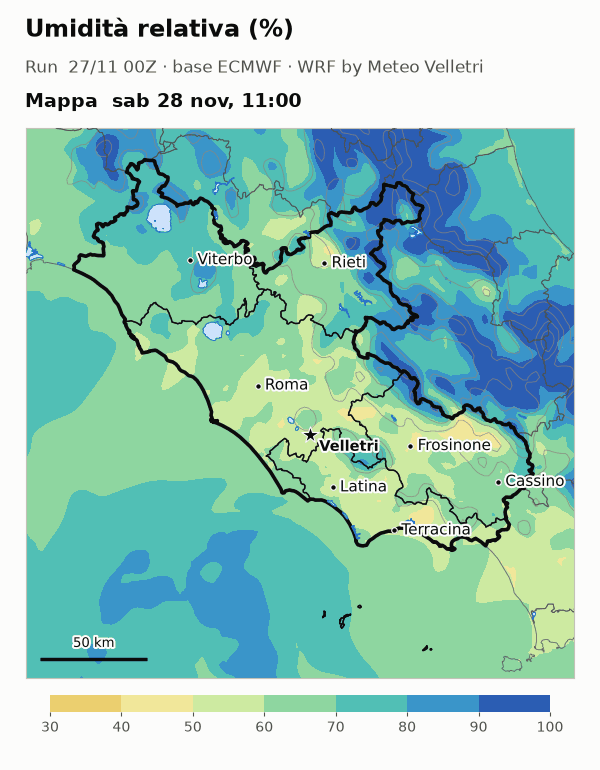 Umidità relativa (%)
Run  27/11 00Z · base ECMWF · WRF by Meteo Velletri
Mappa  sab 28 nov, 11:00
Viterbo
Rieti
Roma
Velletri
Frosinone
Latina
Cassino
Terracina
50 km
30 40 50 60 70 80 90 100